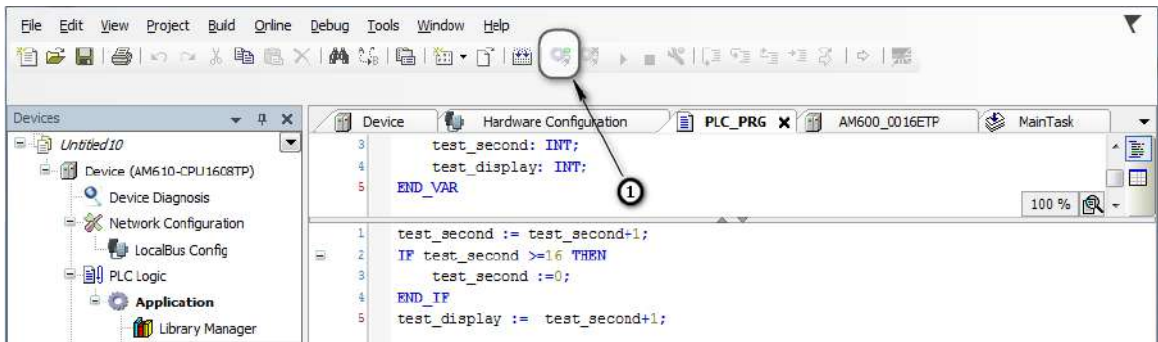 File Edit View Project Build Online Debug Tools Window Help
1
Devices
Untitled10
Device (AM610-CPU1608TP)
Device Diagnosis
Network Configuration
LocalBus Config
PLC Logic
Application
Library Manager
Device Hardware Configuration PLC_PRG AM600_0016ETP MainTask
3 test_second: INT;
4 test_display: INT;
5 END_VAR
100 %
1 test_second := test_second+1;
2 IF test_second >=16 THEN
3 test_second :=0;
4 END_IF
5 test_display := test_second+1;